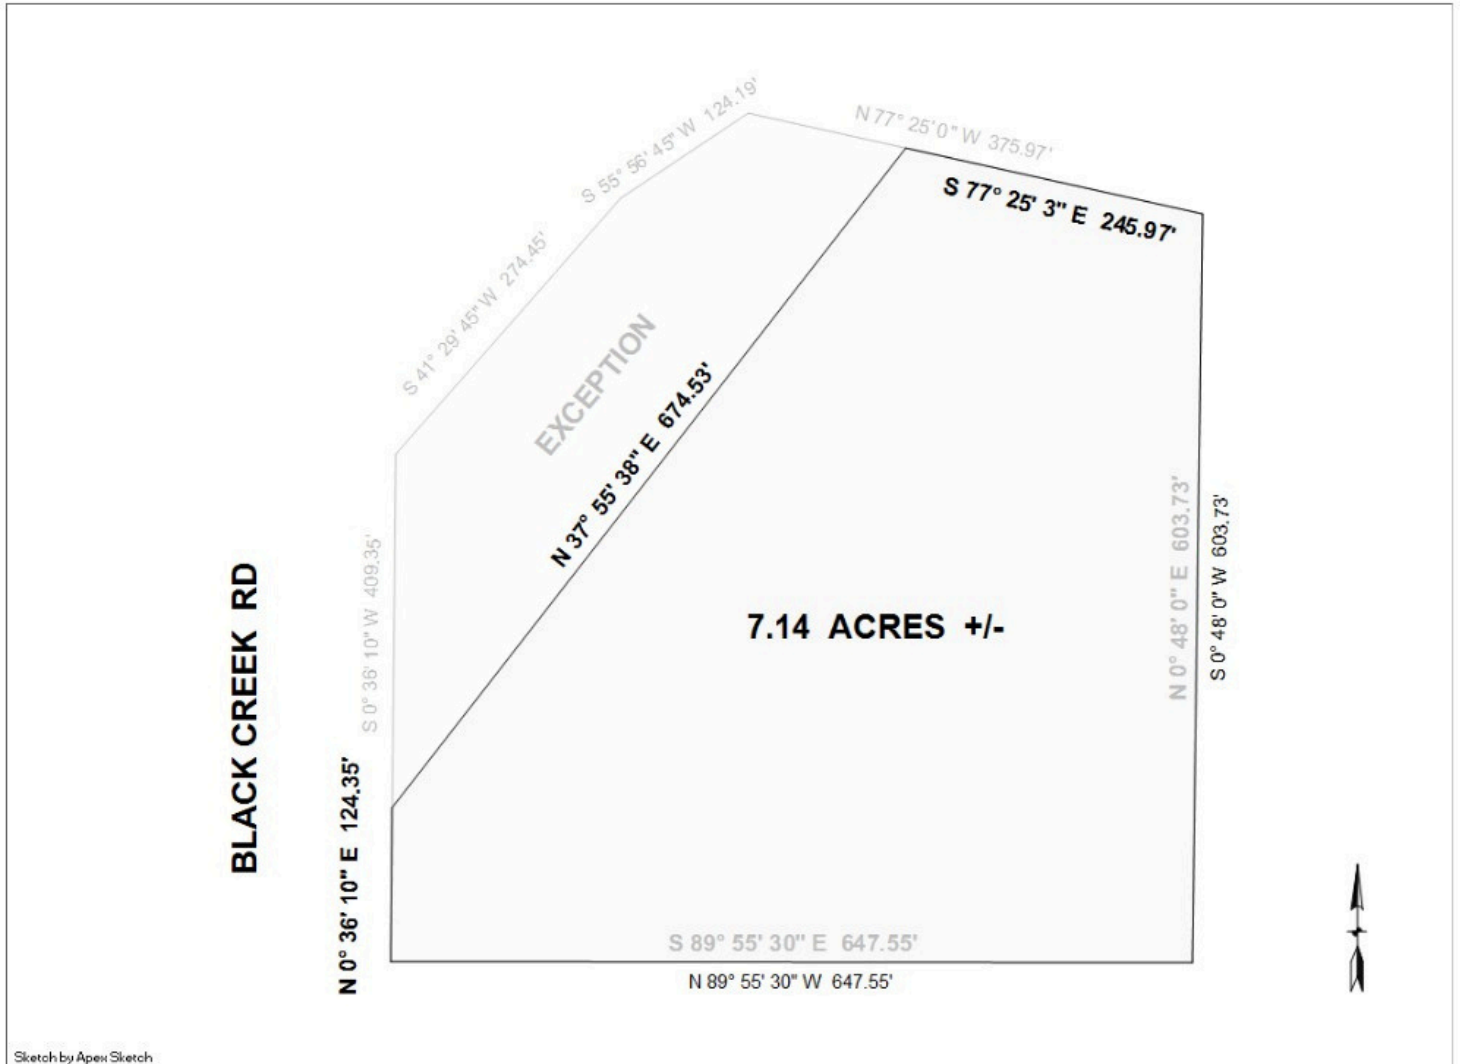 S 55° 56' 45" W 124.19'
N 77° 25' 0" W 375.97'
S 77° 25' 3" E 245.97'
S 41° 29' 45" W 274.45'
EXCEPTION
N 37° 55' 38" E 674.53'
S 0° 36' 10" W 409.35'
BLACK CREEK RD
7.14 ACRES +/-
N 0° 48' 0" E 603.73'
S 0° 48' 0" W 603.73'
N 0° 36' 10" E 124.35'
S 89° 55' 30" E 647.55'
N 89° 55' 30" W 647.55'
Sketch by Apex Sketch